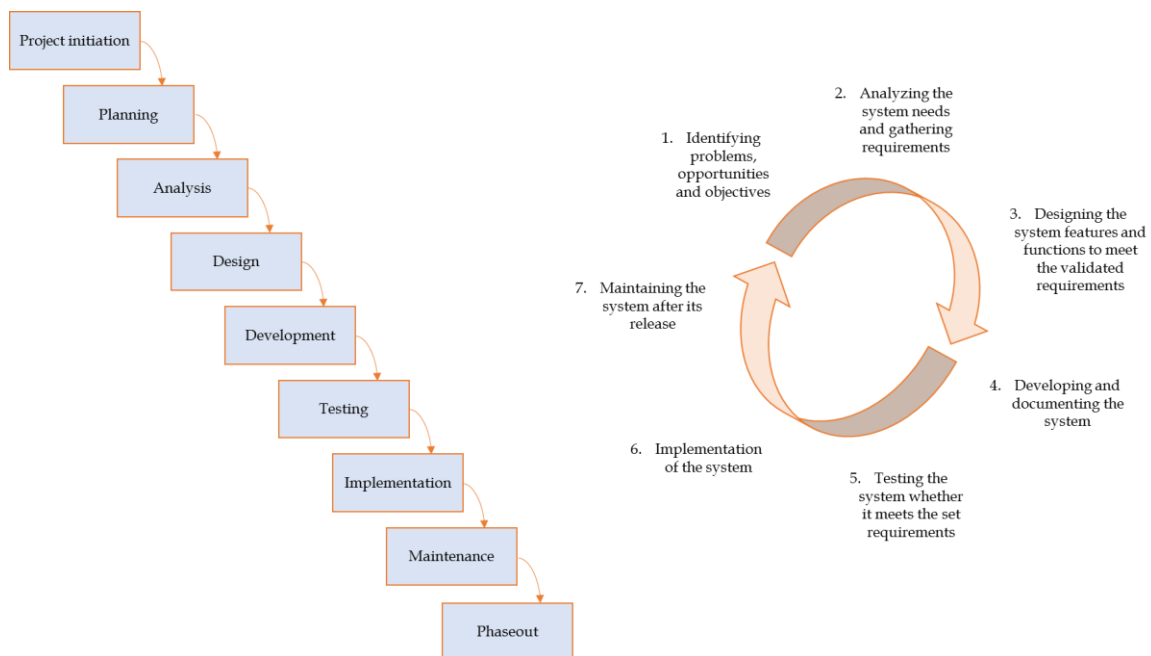 Project initiation
Planning
Analysis
Design
Development
Testing
Implementation
Maintenance
Phaseout
1. Identifying
problems,
opportunities
and objectives
2. Analyzing the
system needs
and gathering
requirements
3. Designing the
system features and
functions to meet
the validated
requirements
4. Developing and
documenting the
system
5. Testing the
system whether
it meets the set
requirements
6. Implementation
of the system
7. Maintaining the
system after its
release